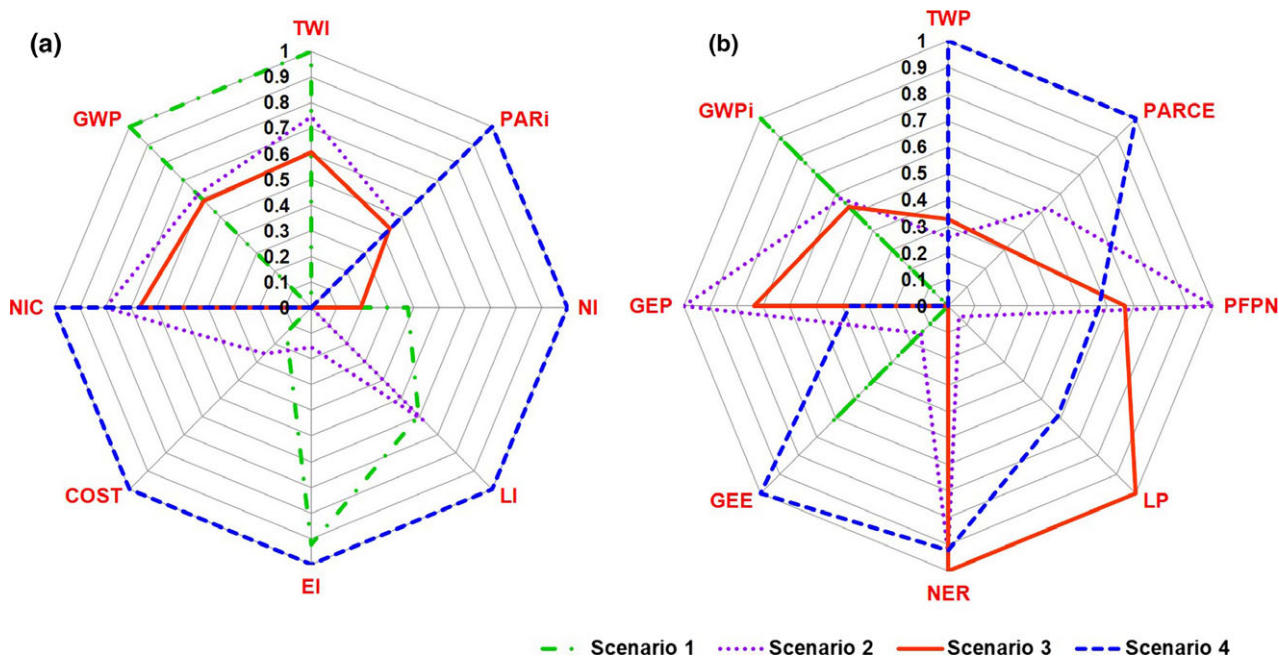 (a)
TWI
1
0.9
0.8
0.7
0.6
0.5
0.4
0.3
0.2
0.1
0
PARi
NI
LI
EI
COST
NIC
GWP
(b)
TWP
1
0.9
0.8
0.7
0.6
0.5
0.4
0.3
0.2
0.1
0
PARCE
PFPN
LP
NER
GEE
GEP
GWPi
Scenario 1 Scenario 2 Scenario 3 Scenario 4